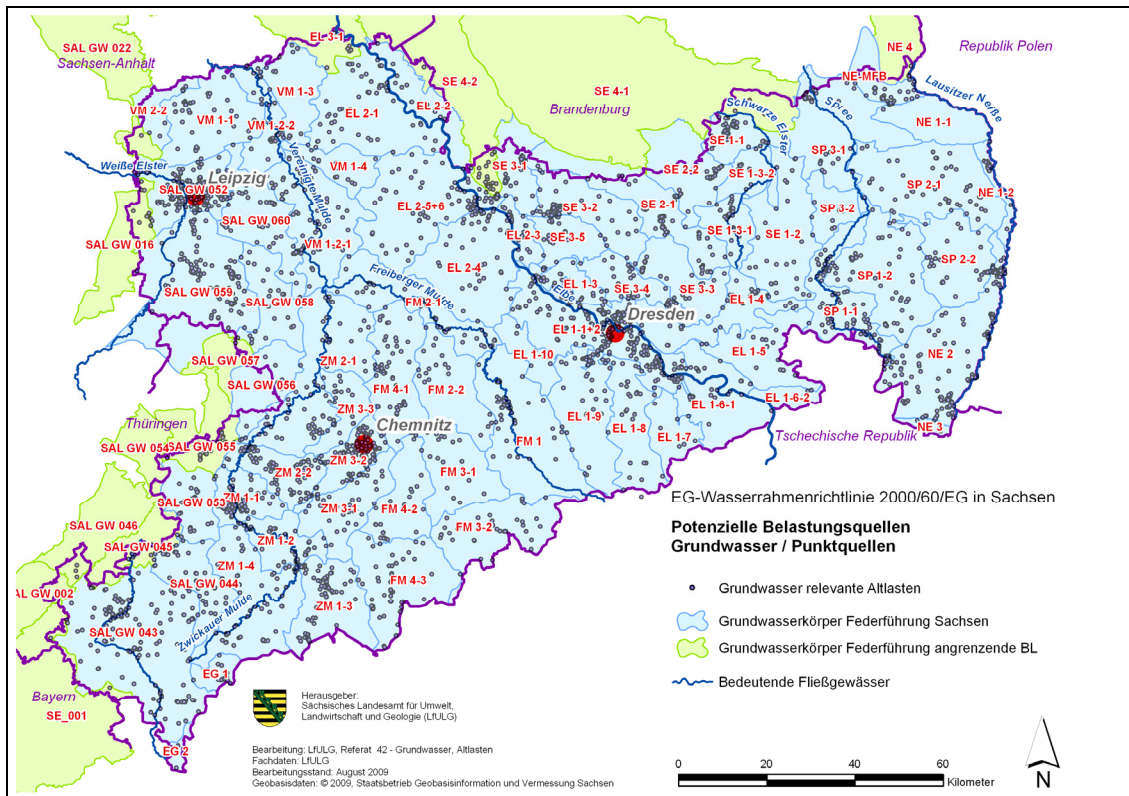 SAL GW 022
Sachsen-Anhalt
EL 3-1
SE 4-2
SE 4-1
Brandenburg
NE 4
Republik Polen
NE-MFB
Lausitzer Neiße
VM 2-2
VM 1-1
VM 1-3
VM 1-2-2
EL 2-1
EL 2-2
Schwarze Elster
Spree
NE 1-1
SE 1-1
Weiße Elster
Leipzig
SAL GW 052
Vereinigte Mulde
VM 1-4
SE 3-1
SE 2-2
SE 1-3-2
SP 3-1
SP 2-1
NE 1-2
SAL GW 060
EL 2-5+6
SE 3-2
SE 2-1
SP 3-2
SAL GW 016
VM 1-2-1
EL 2-3
SE 3-5
SE 1-3-1
SE 1-2
SP 2-2
EL 2-4
SP 1-2
SAL GW 059
SAL GW 058
Freiberger Mulde
FM 2-1
Elbe
EL 1-3
SE 3-4
SE 3-3
EL 1-4
SP 1-1
Dresden
EL 1-1+2
SAL GW 057
ZM 2-1
EL 1-10
EL 1-5
NE 2
SAL GW 056
FM 4-1
FM 2-2
EL 1-6-1
EL 1-6-2
Thüringen
ZM 3-3
Chemnitz
EL 1-9
EL 1-8
EL 1-7
NE 3
Tschechische Republik
SAL GW 054
SAL GW 055
FM 1
ZM 3-2
ZM 2-2
FM 3-1
SAL GW 053
ZM 1-1
ZM 3-1
FM 4-2
FM 3-2
SAL GW 046
SAL GW 045
ZM 1-2
ZM 1-4
SAL GW 044
FM 4-3
GW 002
Zwickauer Mulde
ZM 1-3
SAL GW 043
EG 1
Bayern
SE_001
EG 2
EG-Wasserrahmenrichtlinie 2000/60/EG in Sachsen
Potenzielle Belastungsquellen
Grundwasser / Punktquellen
Grundwasser relevante Altlasten
Grundwasserkörper Federführung Sachsen
Grundwasserkörper Federführung angrenzende BL
Bedeutende Fließgewässer
Herausgeber:
Sächsisches Landesamt für Umwelt,
Landwirtschaft und Geologie (LfULG)
Bearbeitung: LfULG, Referat 42 - Grundwasser, Altlasten
Fachdaten: LfULG
Bearbeitungsstand: August 2009
Geobasisdaten: © 2009, Staatsbetrieb Geobasisinformation und Vermessung Sachsen
0 20 40 60
Kilometer
N